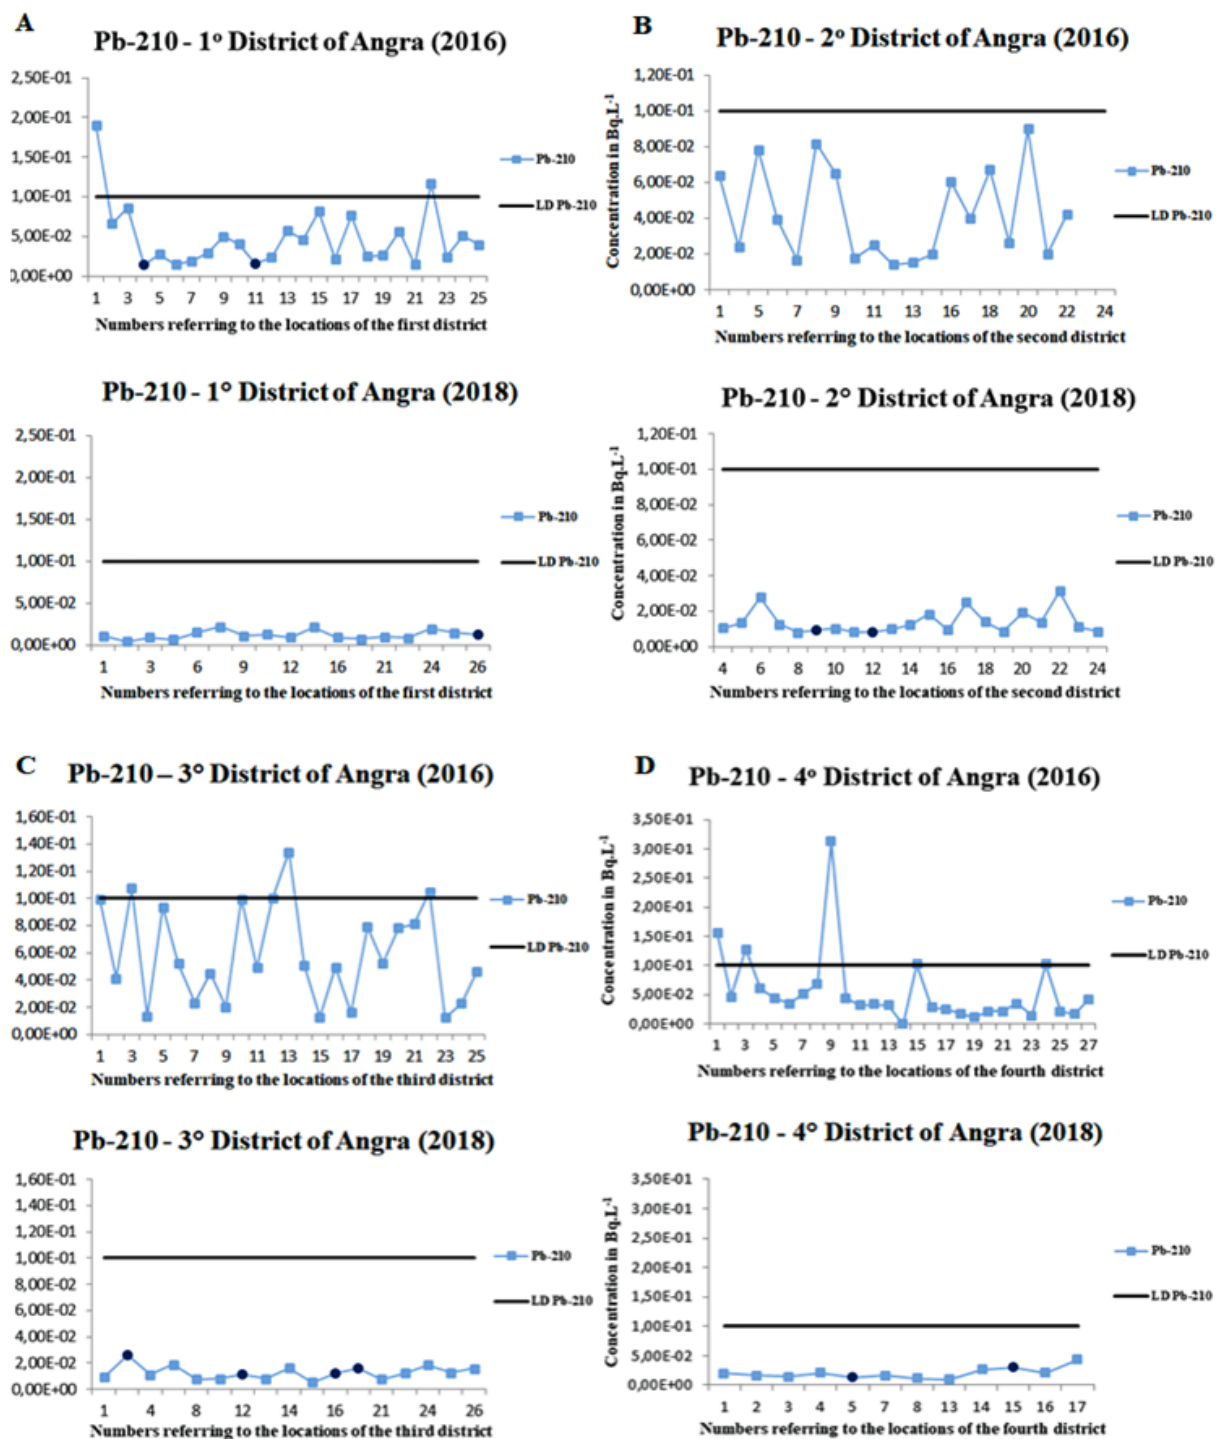 A
Pb-210 - 1º District of Angra (2016)
2,50E-01
2,00E-01
1,50E-01
1,00E-01
5,00E-02
0,00E+00
1 3 5 7 9 11 13 15 17 19 21 23 25
Numbers referring to the locations of the first district
Pb-210
LD Pb-210
B
Pb-210 - 2º District of Angra (2016)
Concentration in Bq.L-1
1,20E-01
1,00E-01
8,00E-02
6,00E-02
4,00E-02
2,00E-02
0,00E+00
1 5 7 9 11 13 16 18 20 22 24
Numbers referring to the locations of the second district
Pb-210
LD Pb-210
Pb-210 - 1° District of Angra (2018)
2,50E-01
2,00E-01
1,50E-01
1,00E-01
5,00E-02
0,00E+00
1 3 6 9 12 16 21 24 26
Numbers referring to the locations of the first district
Pb-210
LD Pb-210
Pb-210 - 2° District of Angra (2018)
Concentration in Bq.L-1
1,20E-01
1,00E-01
8,00E-02
6,00E-02
4,00E-02
2,00E-02
0,00E+00
4 6 8 10 12 14 16 18 20 22 24
Numbers referring to the locations of the second district
Pb-210
LD Pb-210
C
Pb-210 – 3° District of Angra (2016)
1,60E-01
1,40E-01
1,20E-01
1,00E-01
8,00E-02
6,00E-02
4,00E-02
2,00E-02
0,00E+00
1 3 5 7 9 11 13 15 17 19 21 23 25
Numbers referring to the locations of the third district
Pb-210
LD Pb-210
D
Pb-210 - 4º District of Angra (2016)
Concentration in Bq.L-1
3,50E-01
3,00E-01
2,50E-01
2,00E-01
1,50E-01
1,00E-01
5,00E-02
0,00E+00
1 3 5 7 9 11 13 15 17 19 21 23 25 27
Numbers referring to the locations of the fourth district
Pb-210
LD Pb-210
Pb-210 - 3° District of Angra (2018)
1,60E-01
1,40E-01
1,20E-01
1,00E-01
8,00E-02
6,00E-02
4,00E-02
2,00E-02
0,00E+00
1 4 8 12 16 21 24 26
Numbers referring to the locations of the third district
Pb-210
LD Pb-210
Pb-210 - 4° District of Angra (2018)
Concentration in Bq.L-1
3,50E-01
3,00E-01
2,50E-01
2,00E-01
1,50E-01
1,00E-01
5,00E-02
0,00E+00
1 2 3 4 5 7 8 13 14 15 16 17
Numbers referring to the locations of the fourth district
Pb-210
LD Pb-210